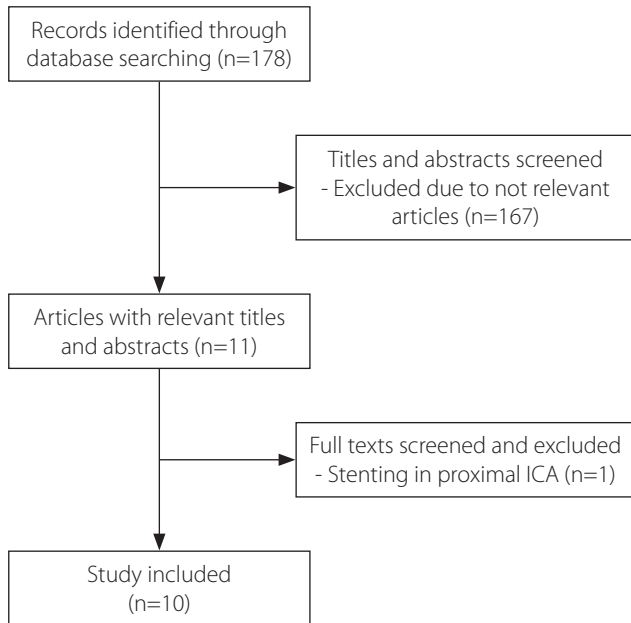 Records identified through
database searching (n=178)
Titles and abstracts screened
- Excluded due to not relevant
articles (n=167)
Articles with relevant titles
and abstracts (n=11)
Full texts screened and excluded
- Stenting in proximal ICA (n=1)
Study included
(n=10)